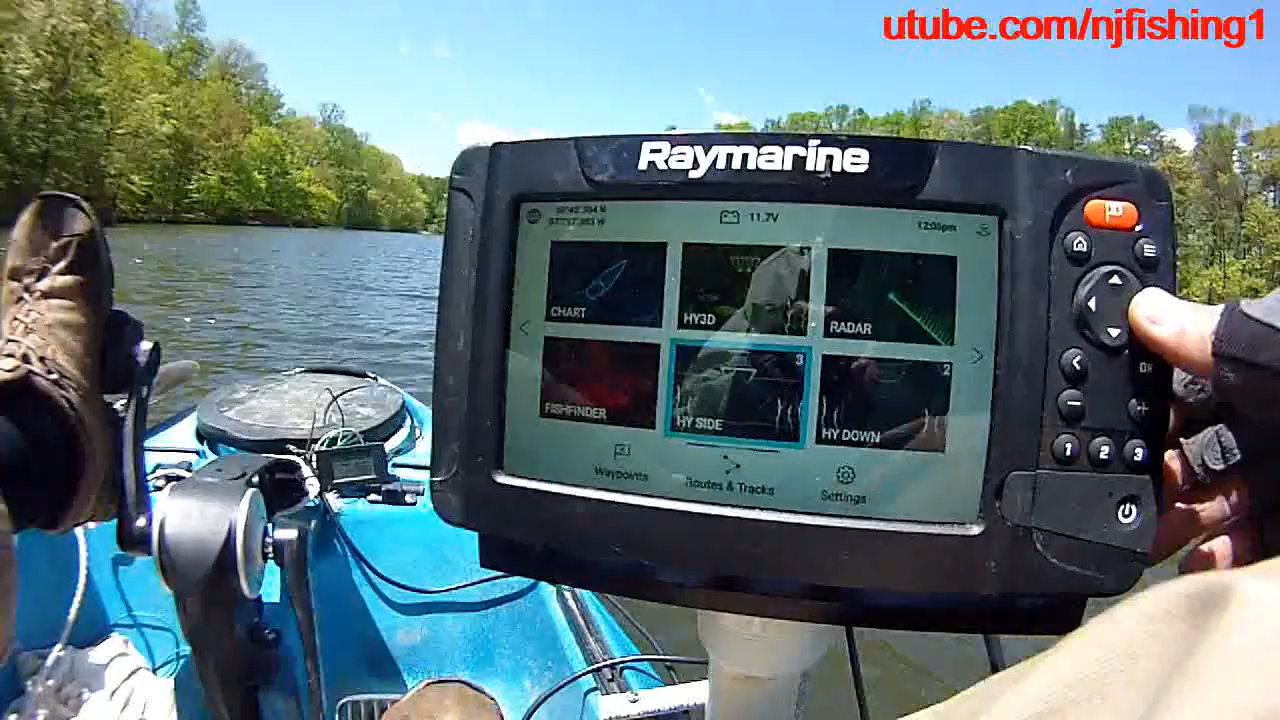 utube.com/njfishing1
Raymarine
11.7V
12:05pm
CHART
HY3D
RADAR
3
2
FISHFINDER
HY SIDE
HY DOWN
Waypoints
Routes & Tracks
Settings
1 2 3